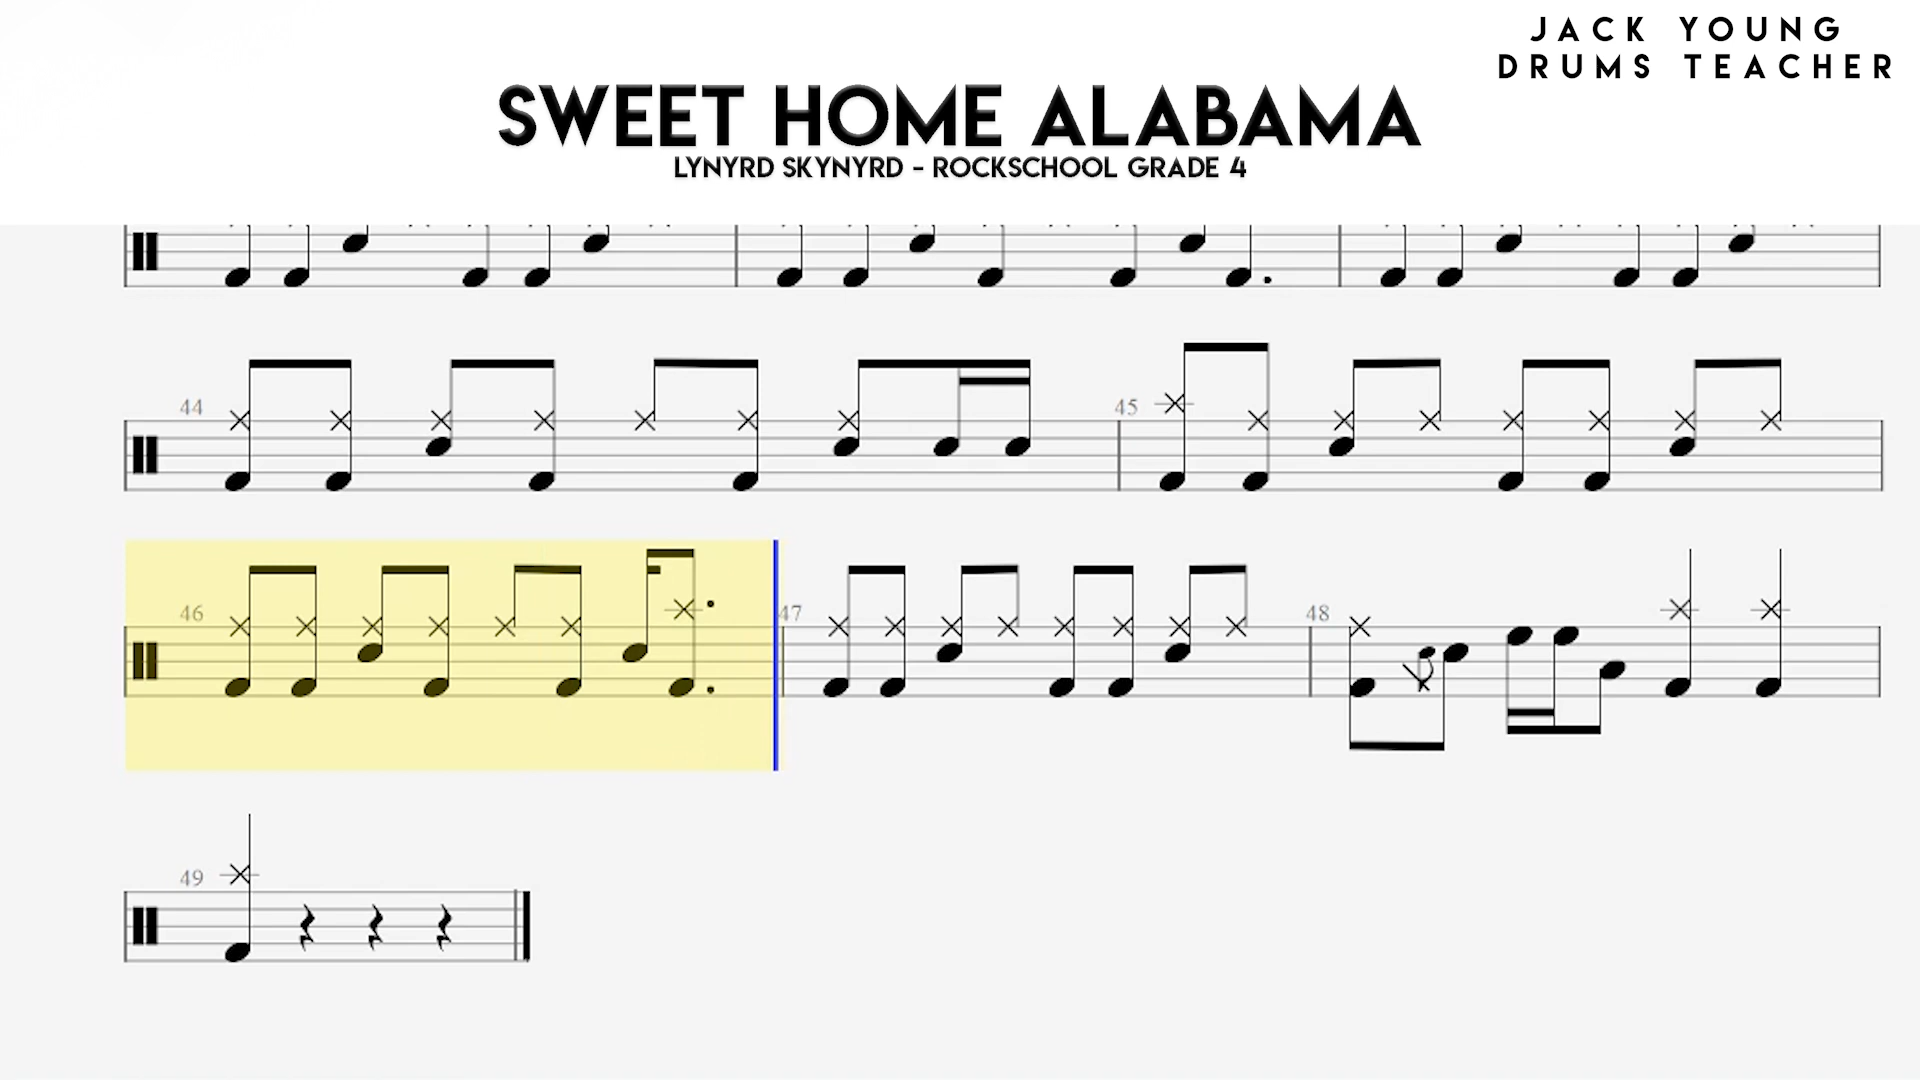 JACK YOUNG
DRUMS TEACHER
SWEET HOME ALABAMA
LYNYRD SKYNYRD - ROCKSCHOOL GRADE 4
44
45
46
47
48
49